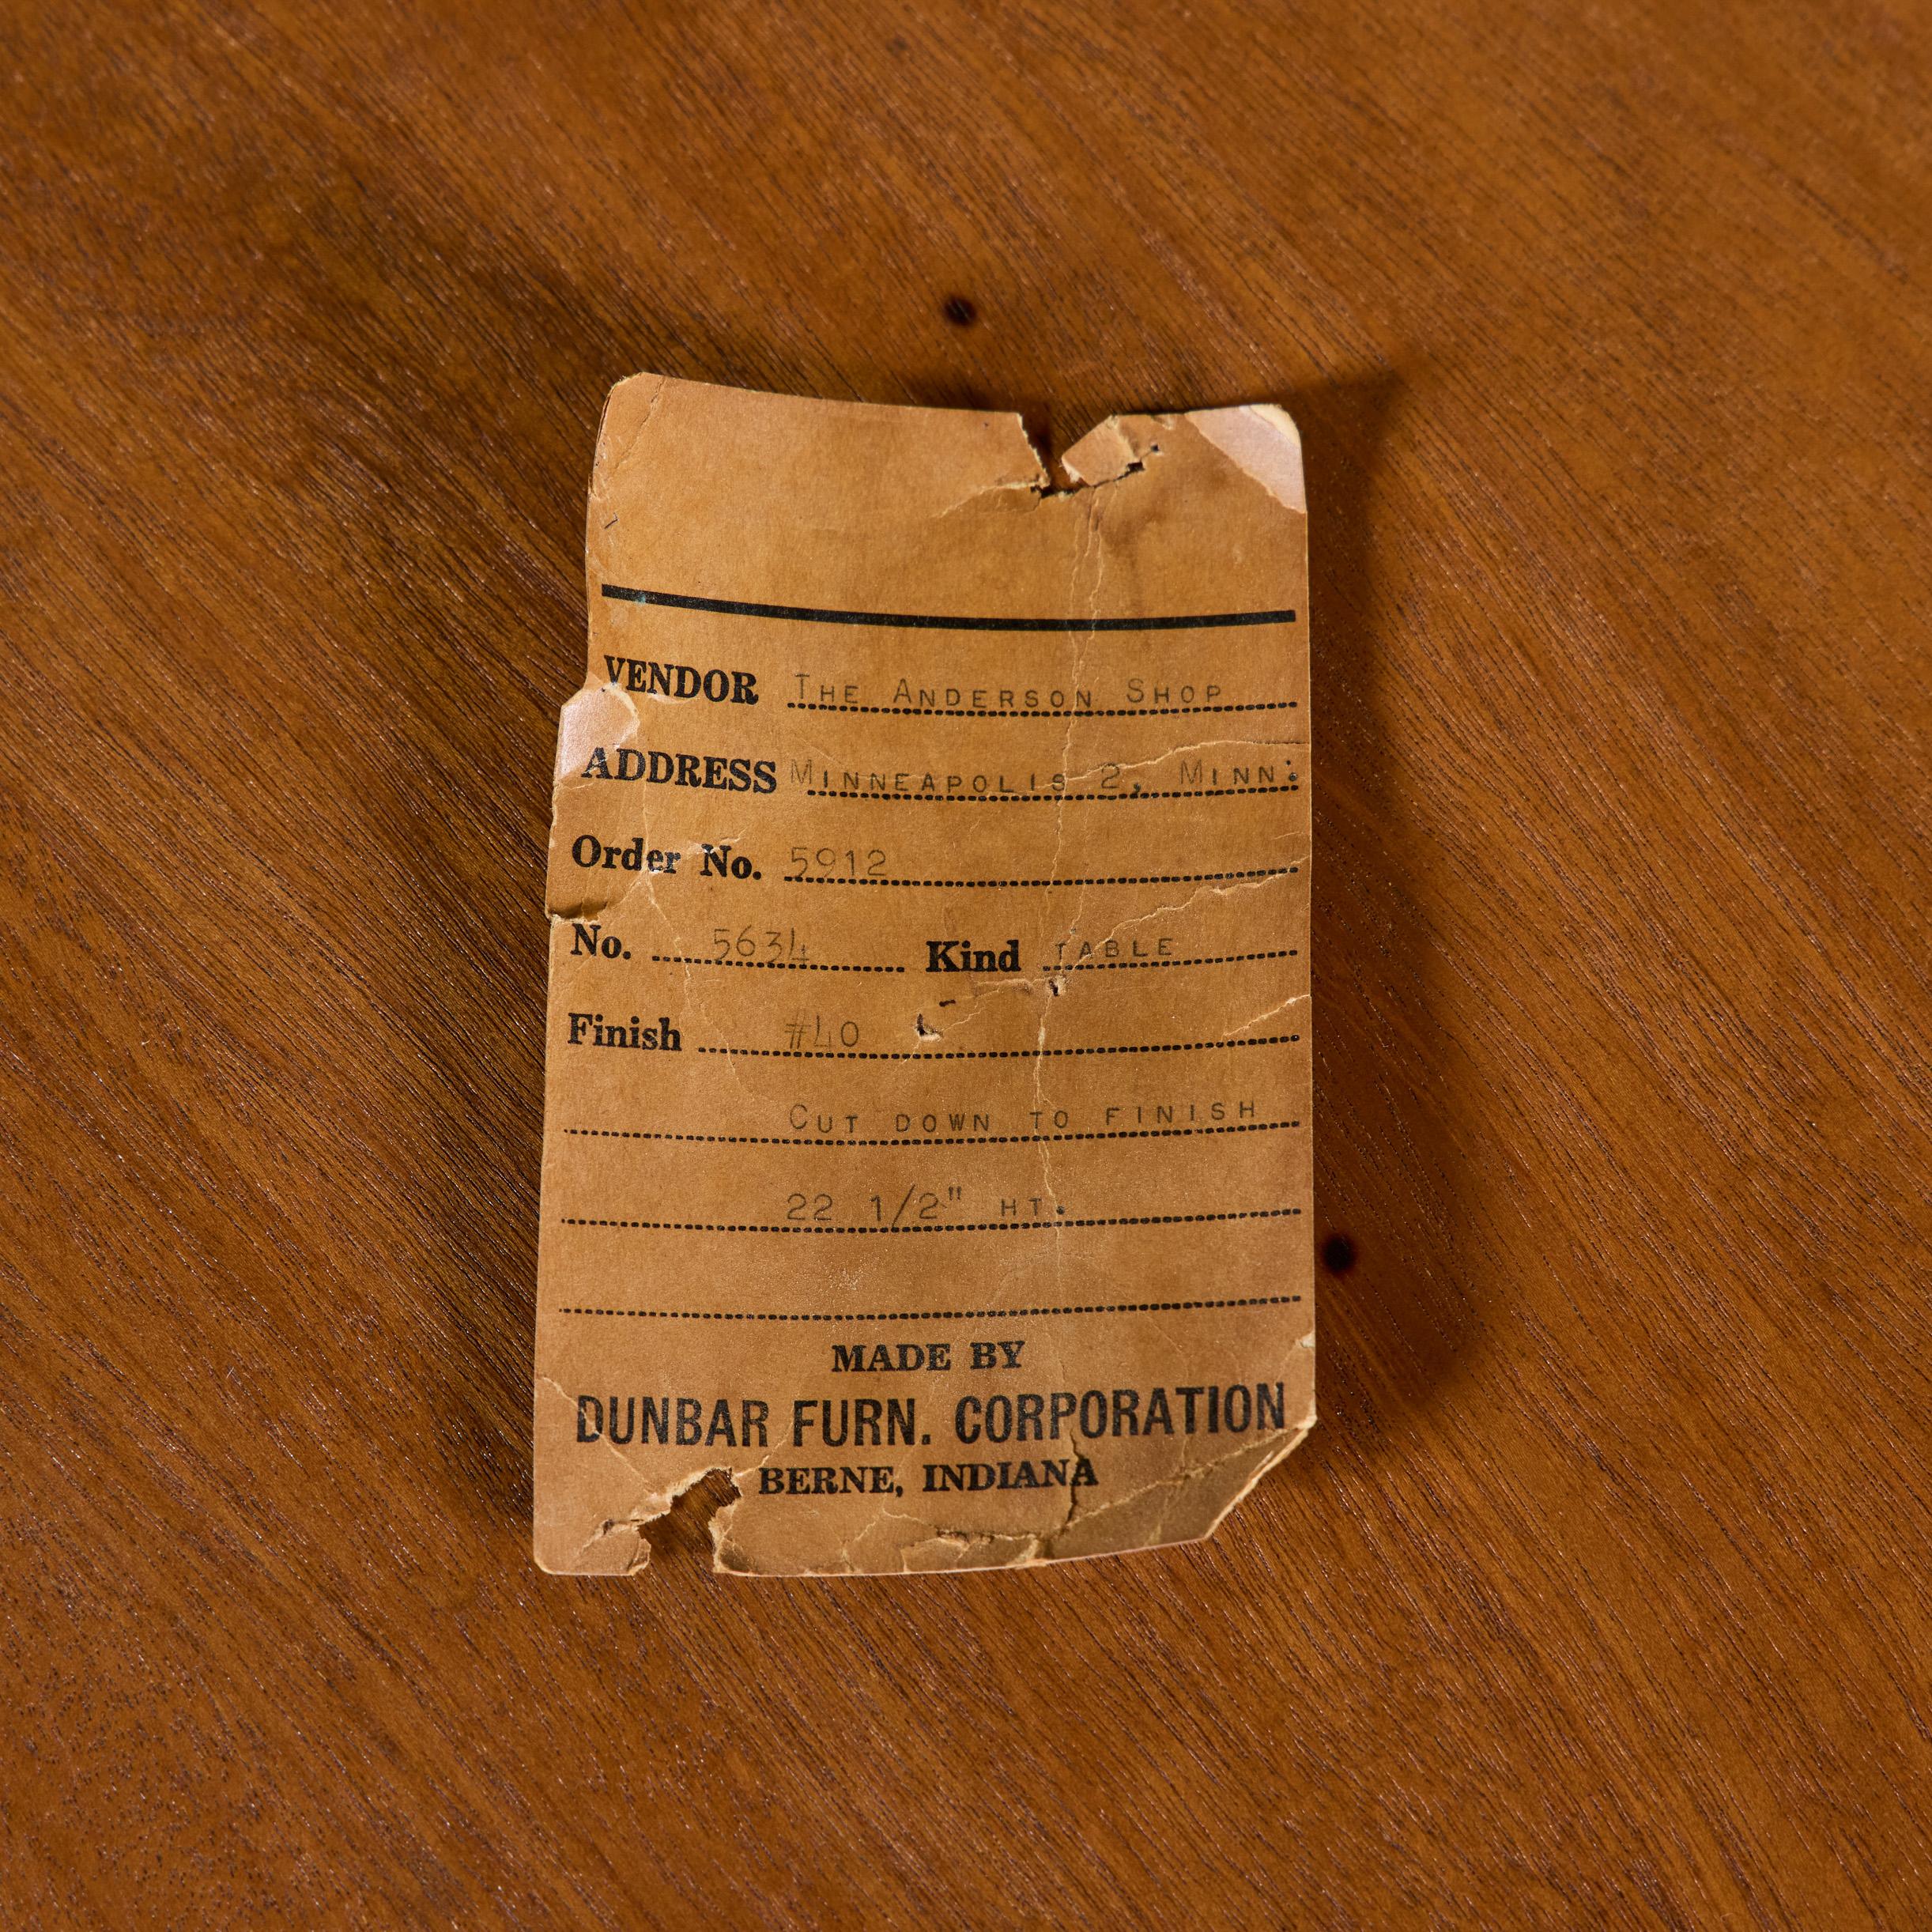 VENDOR The Anderson Shop
ADDRESS Minneapolis 2, Minn.
Order No. 5912
No. 5634 Kind table
Finish #40
Cut down to finish
22 1/2" ht.
MADE BY
DUNBAR FURN. CORPORATION
BERNE, INDIANA